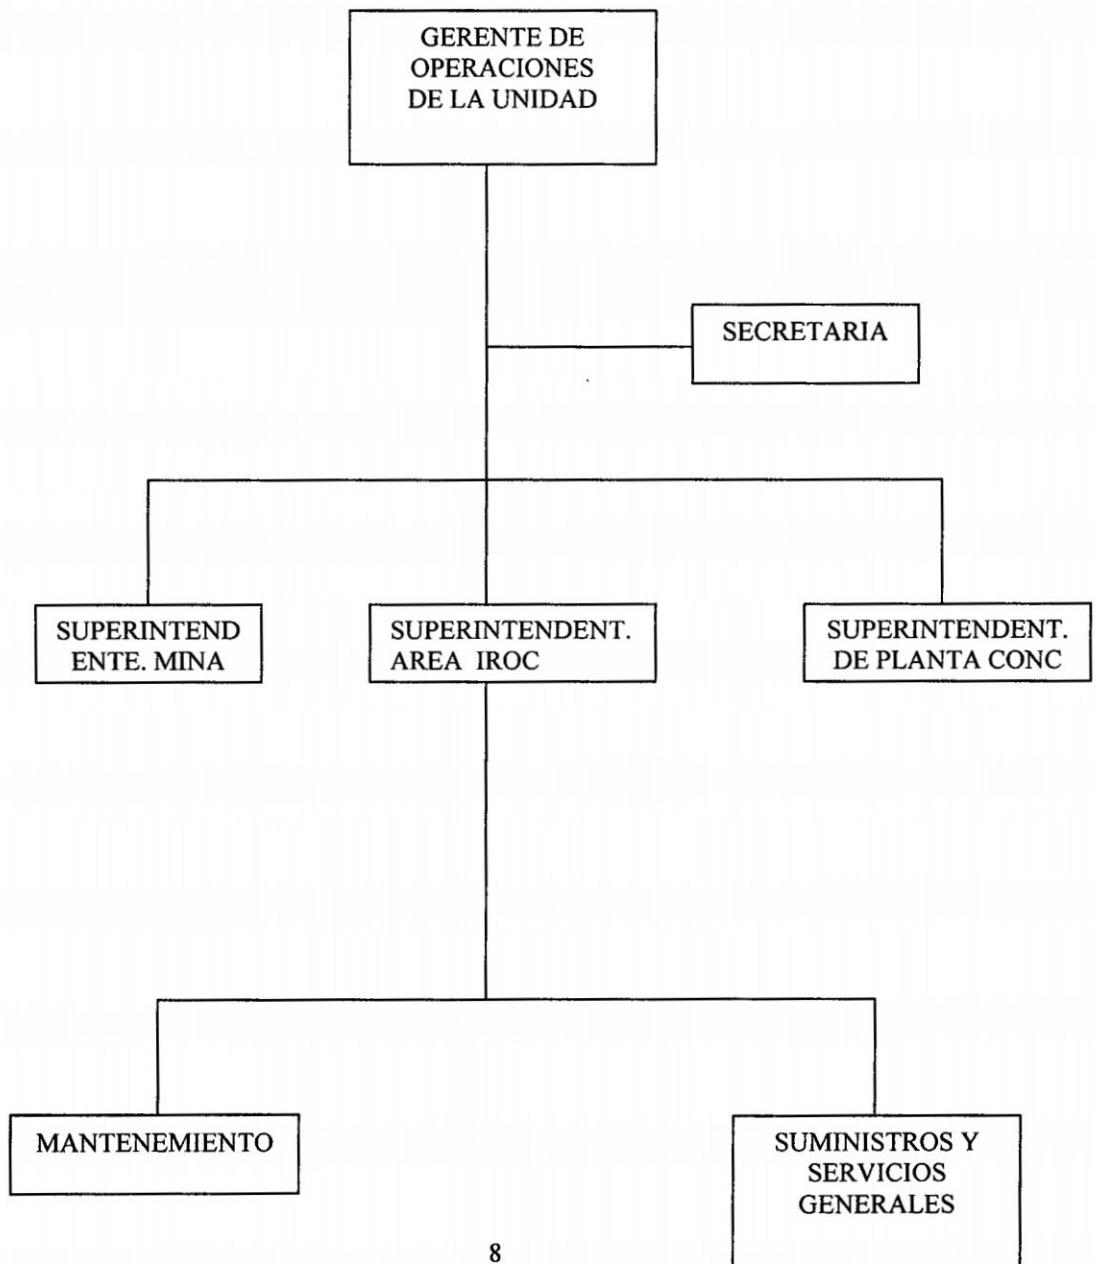 GERENTE DE
OPERACIONES
DE LA UNIDAD
SECRETARIA
SUPERINTEND
ENTE. MINA
SUPERINTENDENT.
AREA IROC
SUPERINTENDENT.
DE PLANTA CONC
MANTENEMIENTO
SUMINISTROS Y
SERVICIOS
GENERALES
8